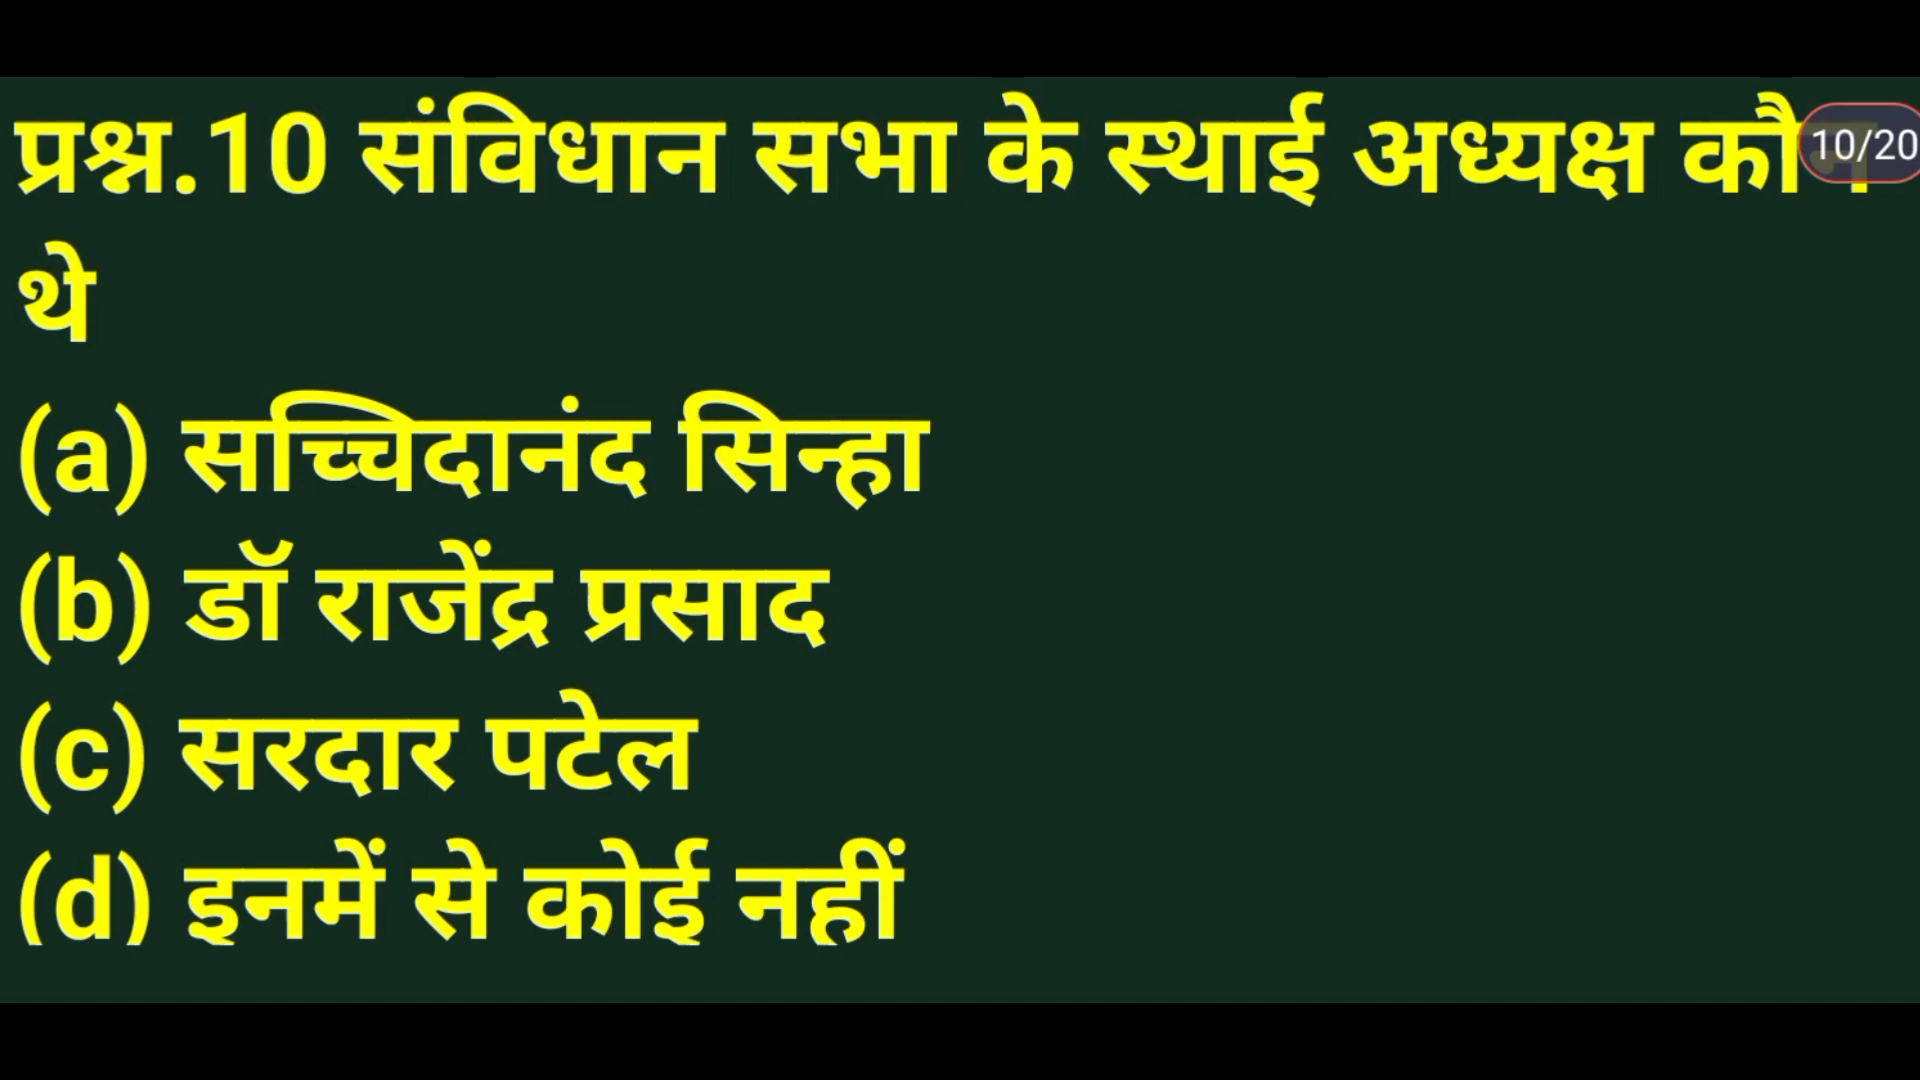 प्रश्न.10 संविधान सभा के स्थाई अध्यक्ष
10/20
थे
(a) सच्चिदानंद सिन्हा
(b) डॉ राजेंद्र प्रसाद
(c) सरदार पटेल
(d) इनमें से कोई नहीं